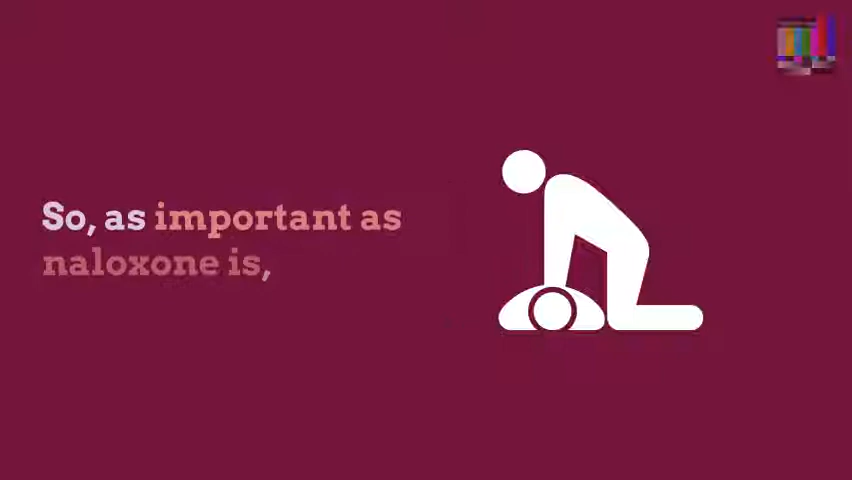 So, as important as
naloxone is,